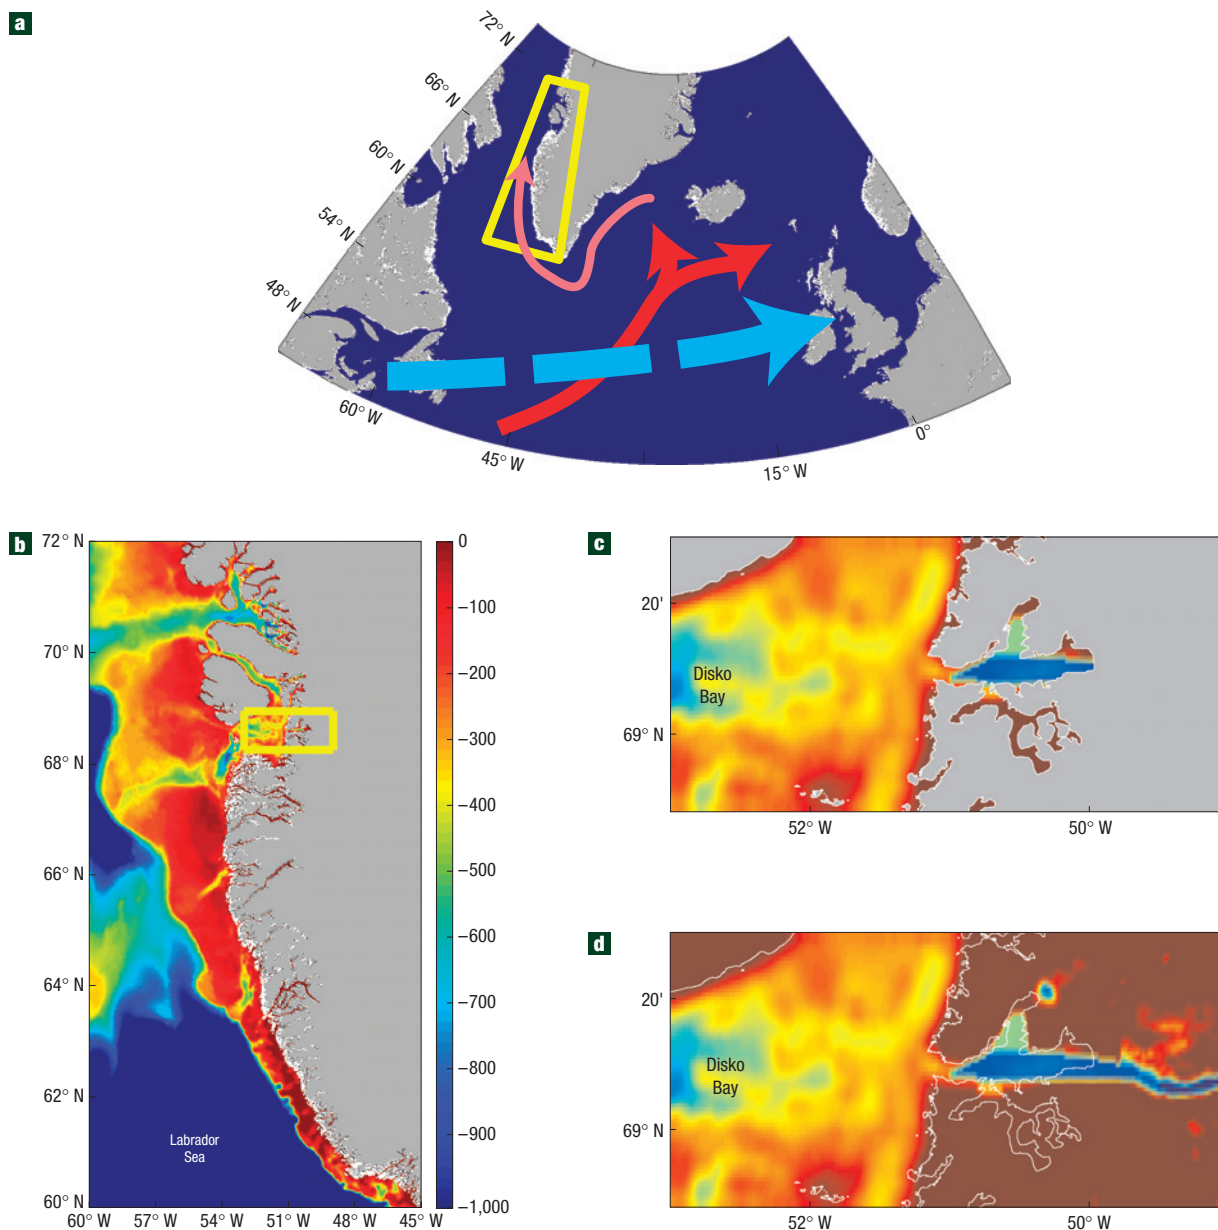 a
72° N
66° N
60° N
54° N
48° N
60° W
45° W
15° W
0°
b
72° N
70° N
68° N
66° N
64° N
62° N
60° N
60° W
57° W
54° W
51° W
48° W
45° W
Labrador
Sea
0
−100
−200
−300
−400
−500
−600
−700
−800
−900
−1,000
c
20'
69° N
Disko
Bay
52° W
50° W
d
20'
69° N
Disko
Bay
52° W
50° W